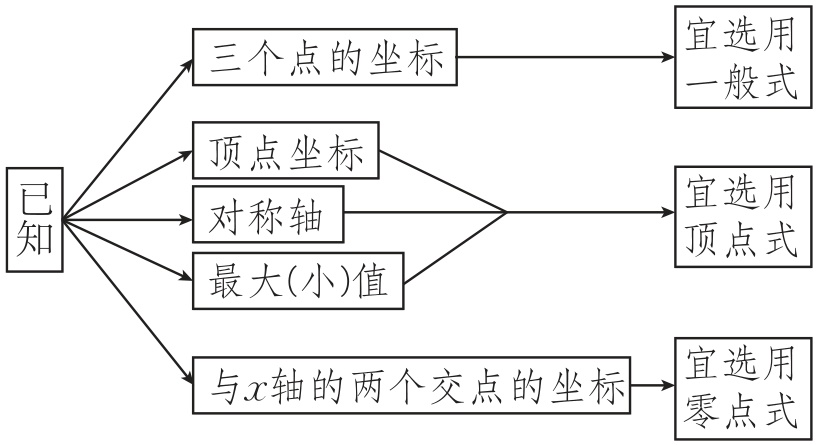 已知
三个点的坐标
宜选用
一般式
顶点坐标
对称轴
最大(小)值
宜选用
顶点式
与x轴的两个交点的坐标
宜选用
零点式